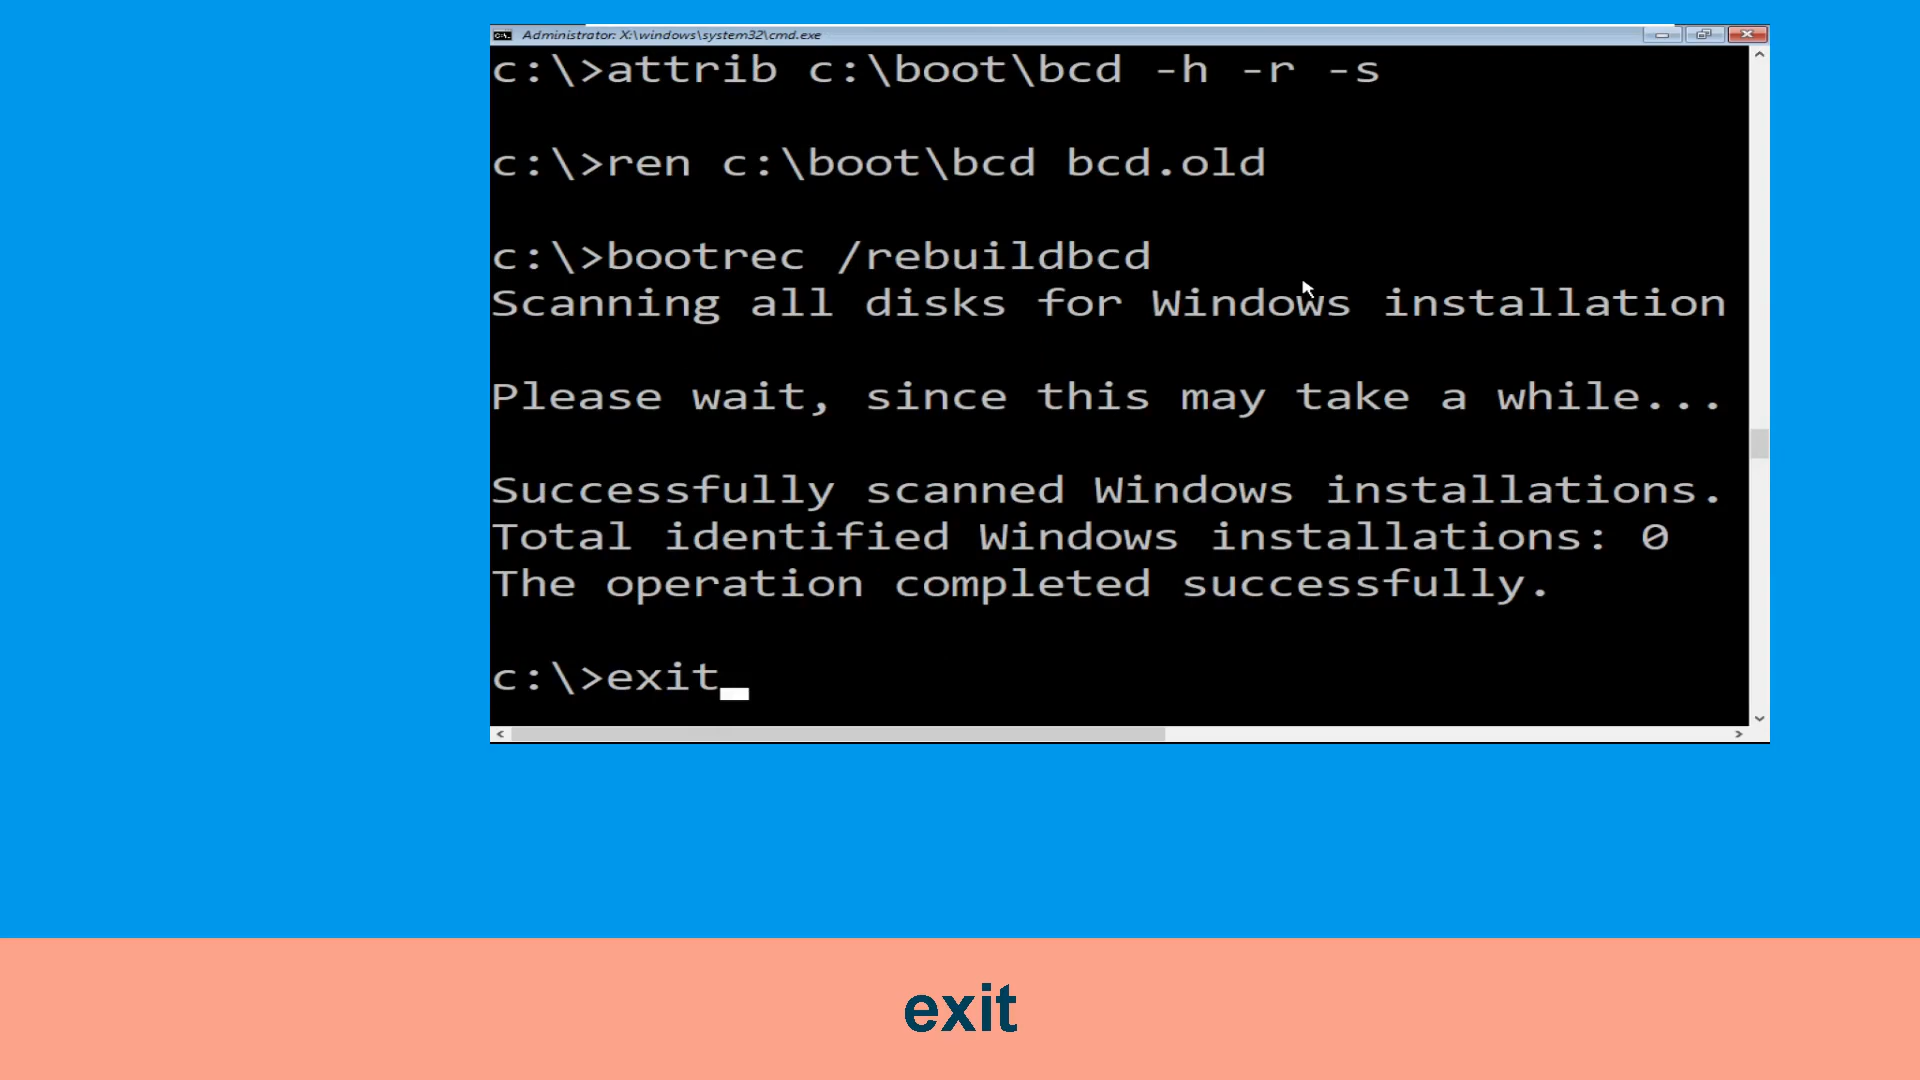 Administrator: X:\windows\system32\cmd.exe
c:\>attrib c:\boot\bcd -h -r -s
c:\>ren c:\boot\bcd bcd.old
c:\>bootrec /rebuildbcd
Scanning all disks for Windows installation
Please wait, since this may take a while...
Successfully scanned Windows installations.
Total identified Windows installations: 0
The operation completed successfully.
c:\>exit
exit